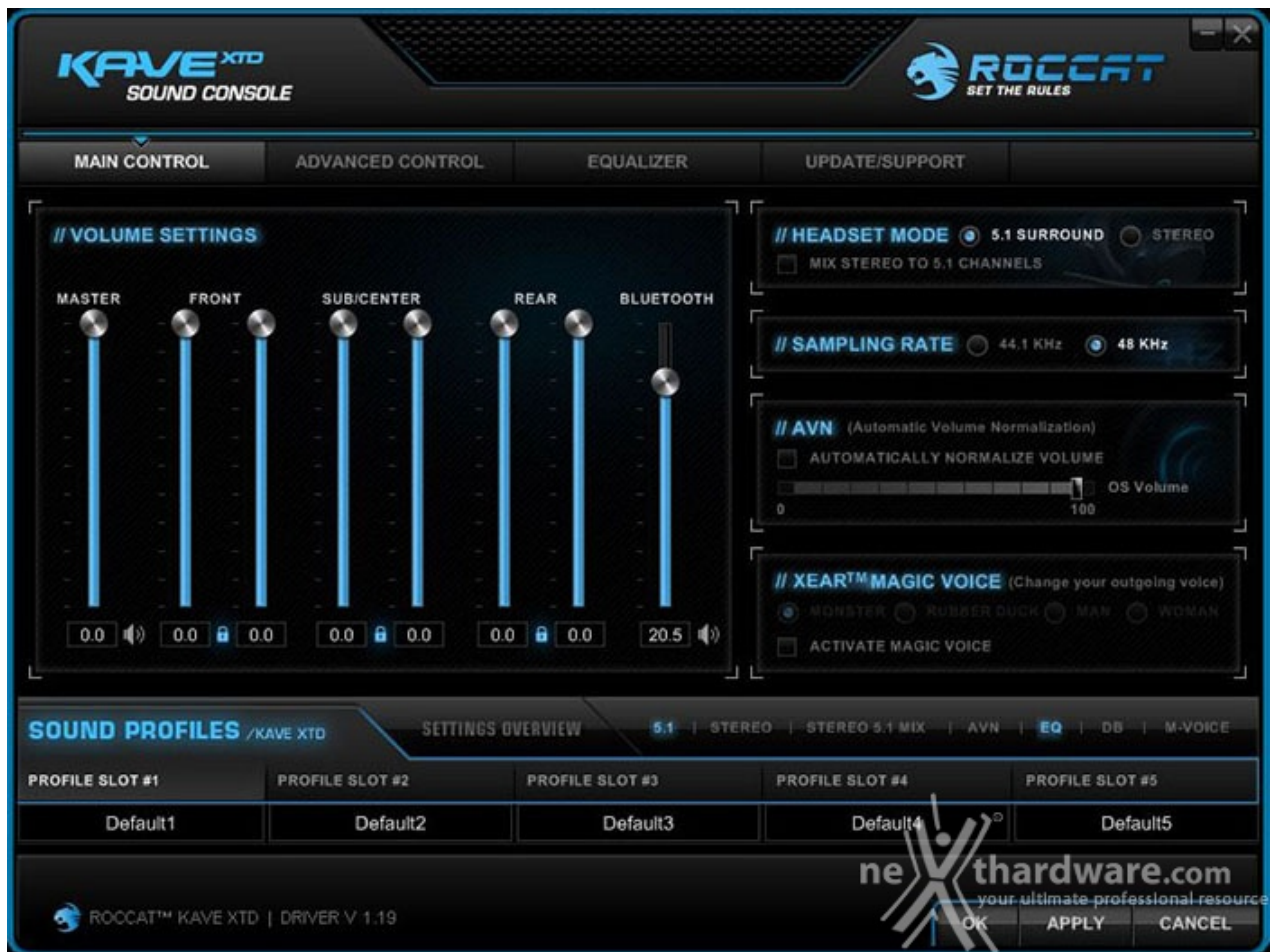 KAVE XTD
SOUND CONSOLE
ROCCAT
SET THE RULES
MAIN CONTROL ADVANCED CONTROL EQUALIZER UPDATE/SUPPORT
// VOLUME SETTINGS
MASTER FRONT SUB/CENTER REAR BLUETOOTH
0.0 0.0 0.0 0.0 0.0 0.0 0.0 20.5
// HEADSET MODE 5.1 SURROUND STEREO
MIX STEREO TO 5.1 CHANNELS
// SAMPLING RATE 44.1 KHz 48 KHz
// AVN (Automatic Volume Normalization)
AUTOMATICALLY NORMALIZE VOLUME
OS Volume
0 100
// XEAR™ MAGIC VOICE (Change your outgoing voice)
MONSTER RUBBER DUCK MAN WOMAN
ACTIVATE MAGIC VOICE
SOUND PROFILES /KAVE XTD SETTINGS OVERVIEW 5.1 | STEREO | STEREO 5.1 MIX | AVN | EQ | DB | M-VOICE
PROFILE SLOT #1 PROFILE SLOT #2 PROFILE SLOT #3 PROFILE SLOT #4 PROFILE SLOT #5
Default1 Default2 Default3 Default4 Default5
nexthardware.com
your ultimate professional resource
ROCCAT™ KAVE XTD | DRIVER V 1.19
OK APPLY CANCEL